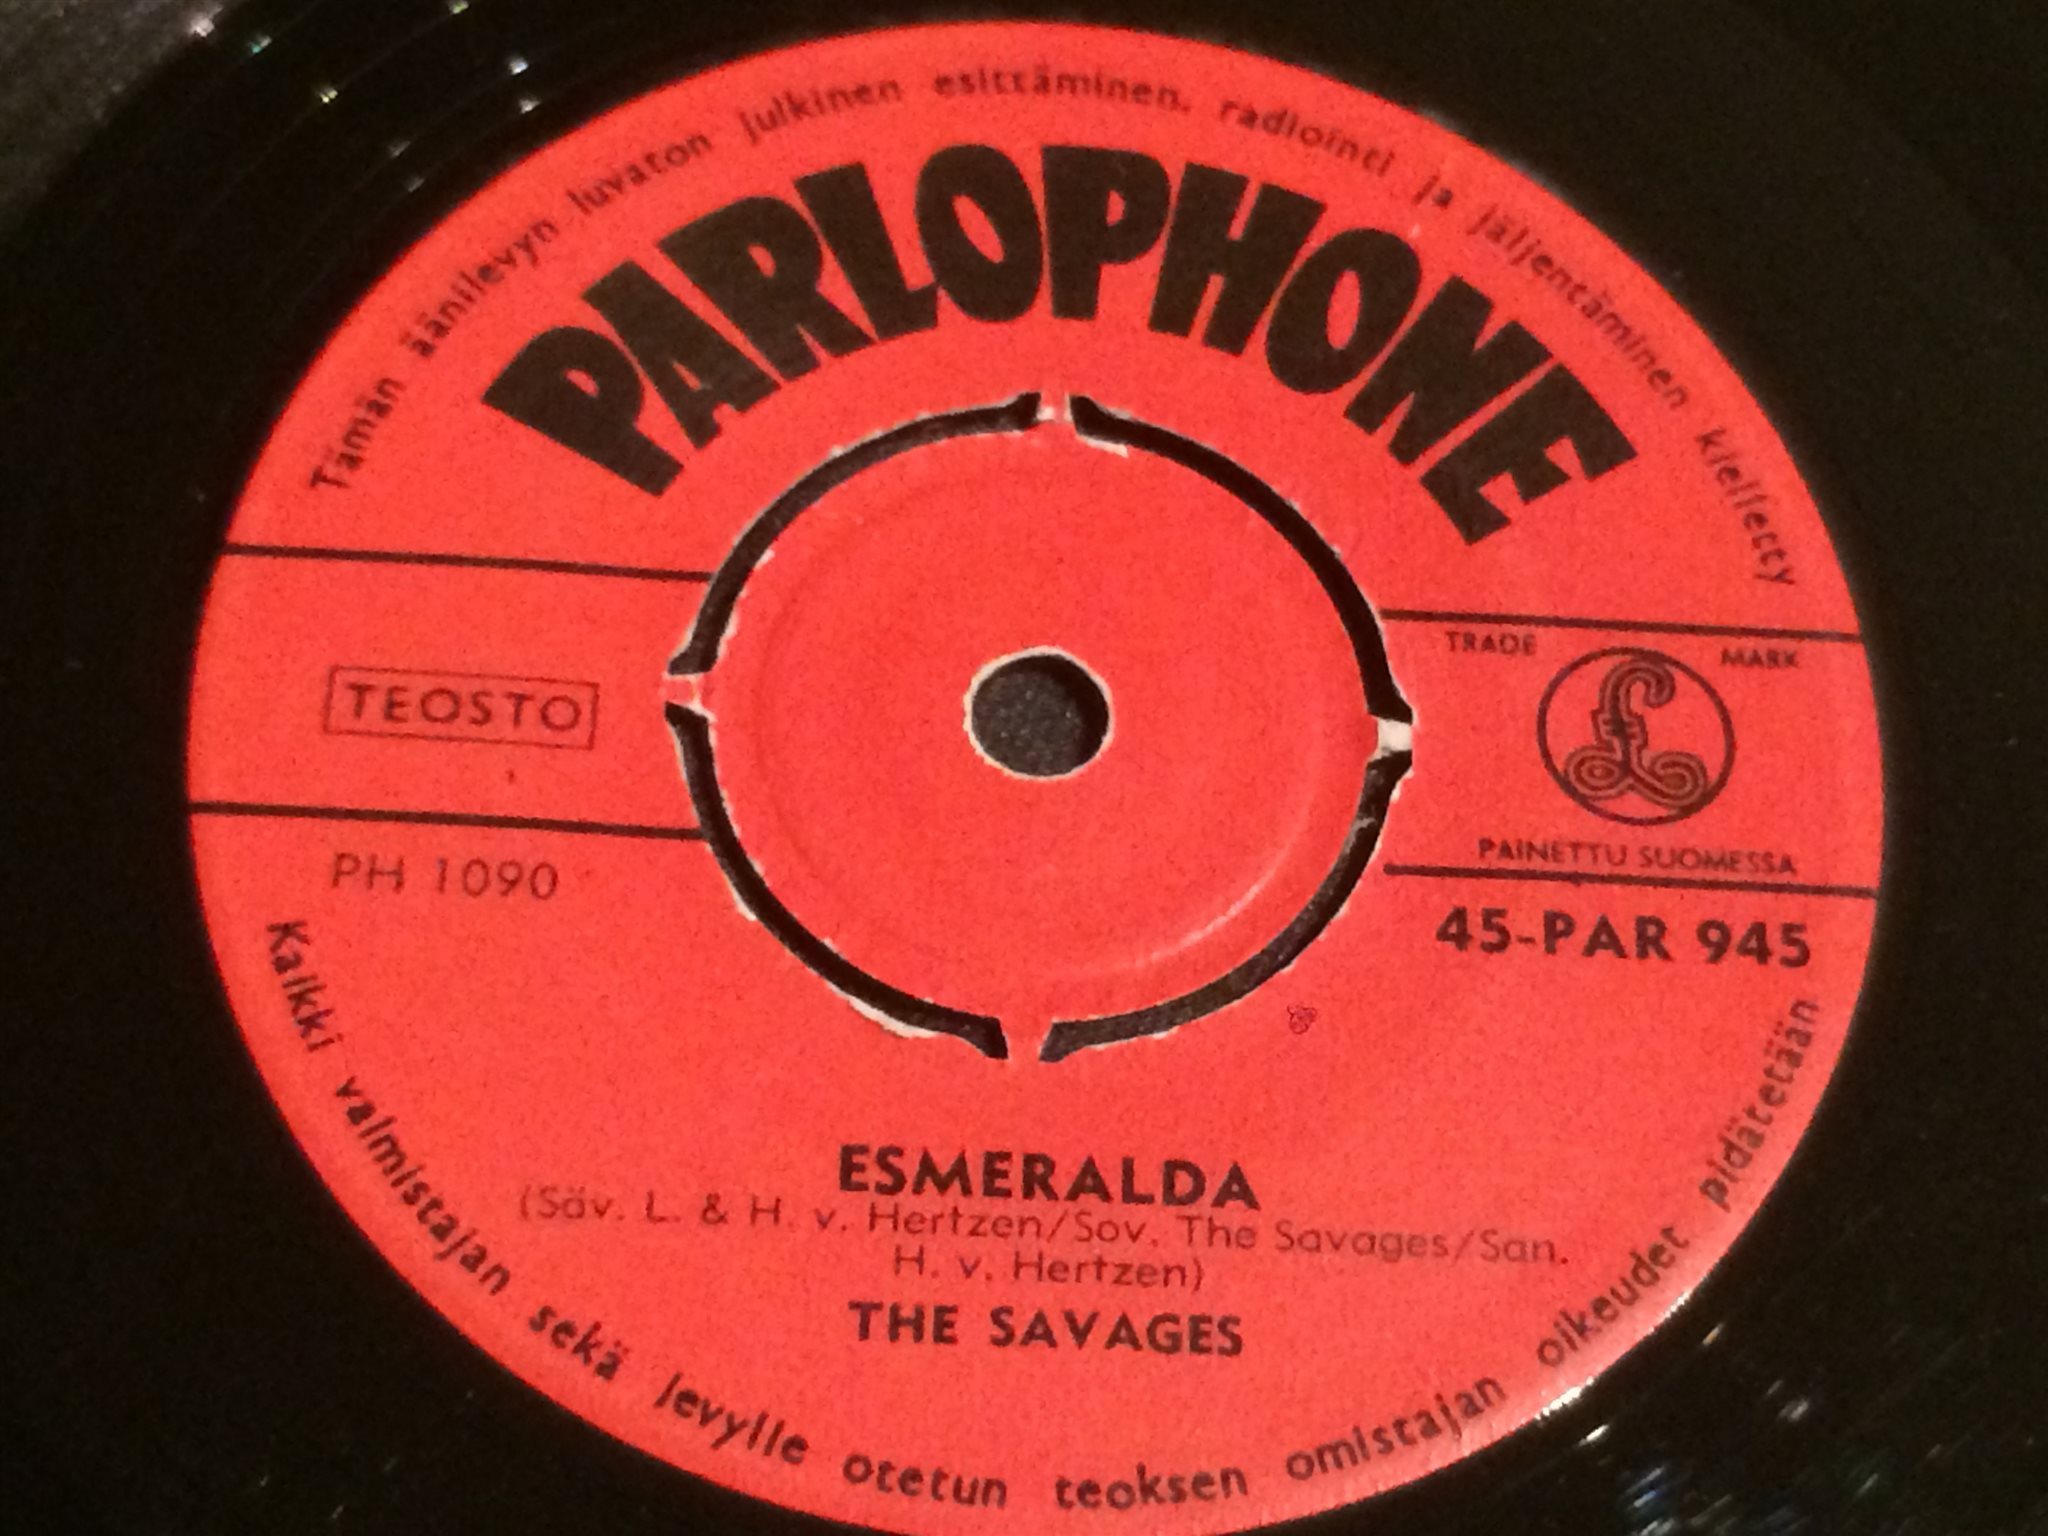 Tämän äänilevyn luvaton julkinen esittäminen, radiointi ja jäljentäminen kielletty
PARLOPHONE
TRADE MARK
£
TEOSTO
PAINETTU SUOMESSA
PH 1090
45-PAR 945
ESMERALDA
(Säv. L. & H. v. Hertzen/Sov. The Savages/San.
H. v. Hertzen)
THE SAVAGES
Kaikki valmistajan sekä levylle otetun teoksen omistajan oikeudet pidätetään